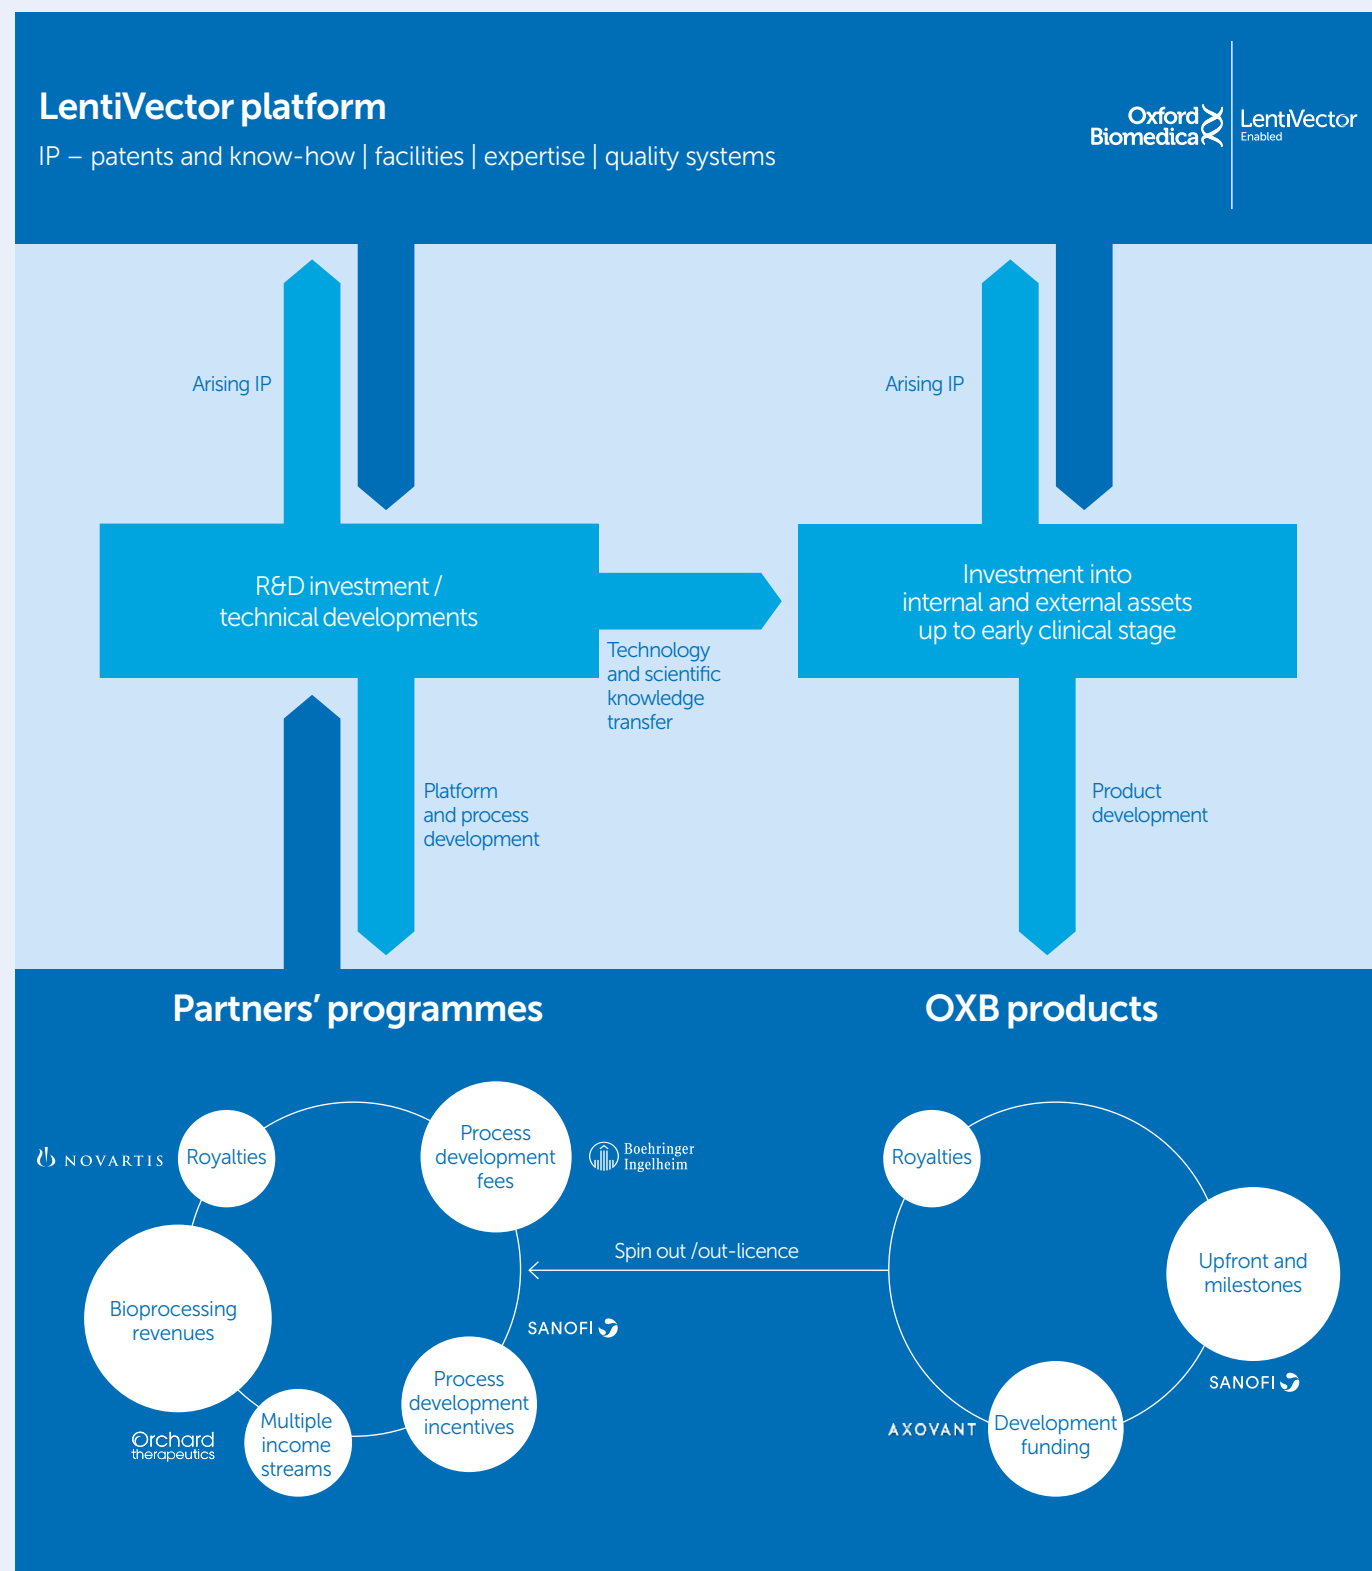 LentiVector platform
IP – patents and know-how | facilities | expertise | quality systems
Oxford
Biomedica
LentiVector
Enabled
Arising IP
Arising IP
R&D investment /
technical developments
Investment into
internal and external assets
up to early clinical stage
Technology
and scientific
knowledge
transfer
Platform
and process
development
Product
development
Partners’ programmes
OXB products
NOVARTIS
Royalties
Process
development
fees
Boehringer
Ingelheim
Royalties
Spin out /out-licence
Upfront and
milestones
Bioprocessing
revenues
SANOFI
Process
development
incentives
SANOFI
Multiple
income
streams
Orchard
therapeutics
AXOVANT
Development
funding